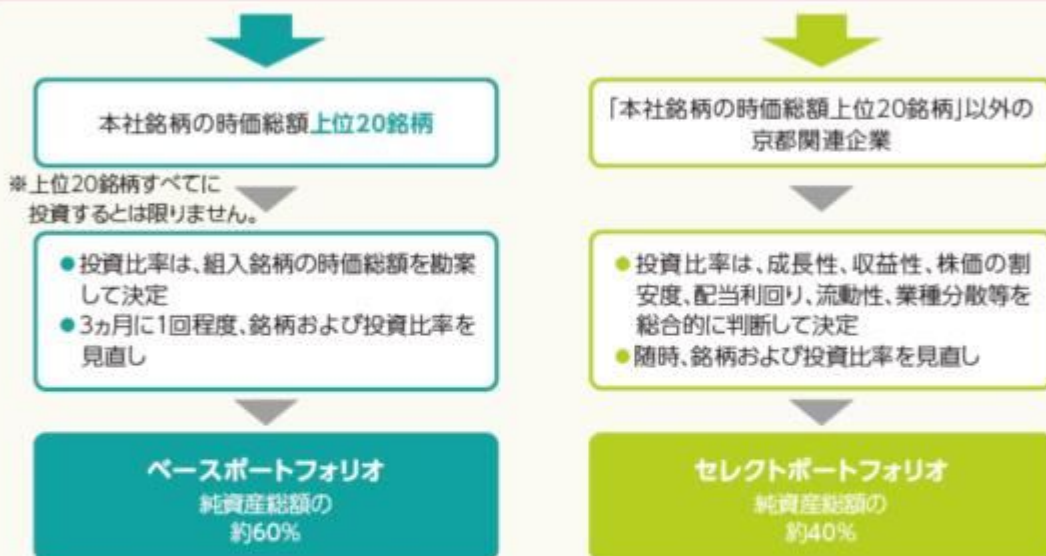 本社銘柄の時価総額上位20銘柄
※上位20銘柄すべてに
投資するとは限りません。
●投資比率は、組入銘柄の時価総額を勘案
して決定
●3ヵ月に1回程度、銘柄および投資比率を
見直し
ベースポートフォリオ
純資産総額の
約60%
「本社銘柄の時価総額上位20銘柄」以外の
京都関連企業
●投資比率は、成長性、収益性、株価の割
安度、配当利回り、流動性、業種分散等を
総合的に判断して決定
●随時、銘柄および投資比率を見直し
セレクトポートフォリオ
純資産総額の
約40%